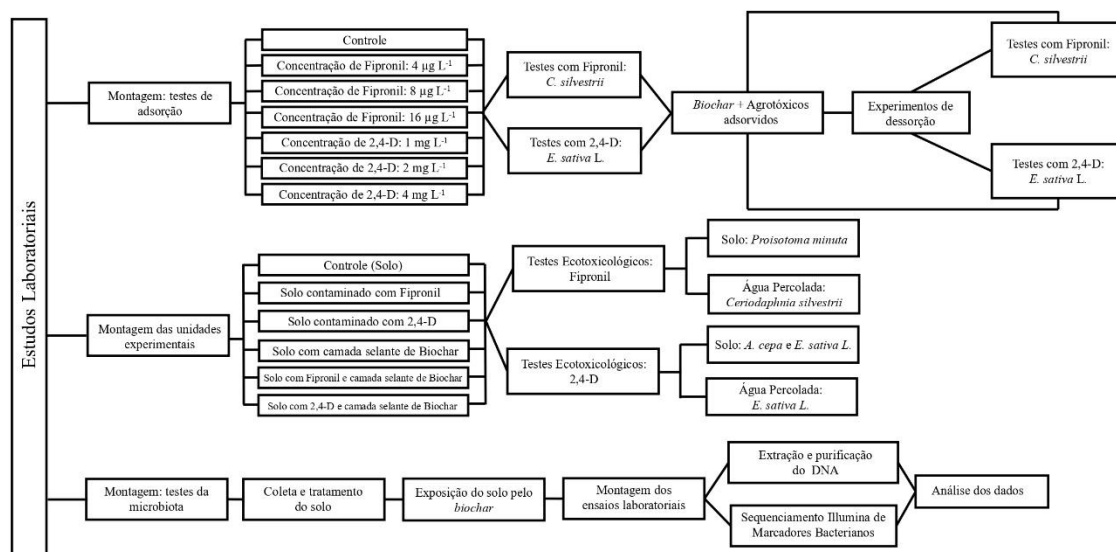 Estudos Laboratoriais
Montagem: testes de
adsorção
Controle
Concentração de Fipronil: 4 µg L-1
Concentração de Fipronil: 8 µg L-1
Concentração de Fipronil: 16 µg L-1
Concentração de 2,4-D: 1 mg L-1
Concentração de 2,4-D: 2 mg L-1
Concentração de 2,4-D: 4 mg L-1
Testes com Fipronil:
C. silvestrii
Testes com 2,4-D:
E. sativa L.
Biochar + Agrotóxicos
adsorvidos
Experimentos de
dessorção
Testes com Fipronil:
C. silvestrii
Testes com 2,4-D:
E. sativa L.
Montagem das unidades
experimentais
Controle (Solo)
Solo contaminado com Fipronil
Solo contaminado com 2,4-D
Solo com camada selante de Biochar
Solo com Fipronil e camada selante de Biochar
Solo com 2,4-D e camada selante de Biochar
Testes Ecotoxicológicos:
Fipronil
Testes Ecotoxicológicos:
2,4-D
Solo: Proisotoma minuta
Água Percolada:
Ceriodaphnia silvestrii
Solo: A. cepa e E. sativa L.
Água Percolada:
E. sativa L.
Montagem: testes da
microbiota
Coleta e tratamento
do solo
Exposição do solo pelo
biochar
Montagem dos
ensaios laboratoriais
Extração e purificação
do DNA
Sequenciamento Illumina de
Marcadores Bacterianos
Análise dos dados